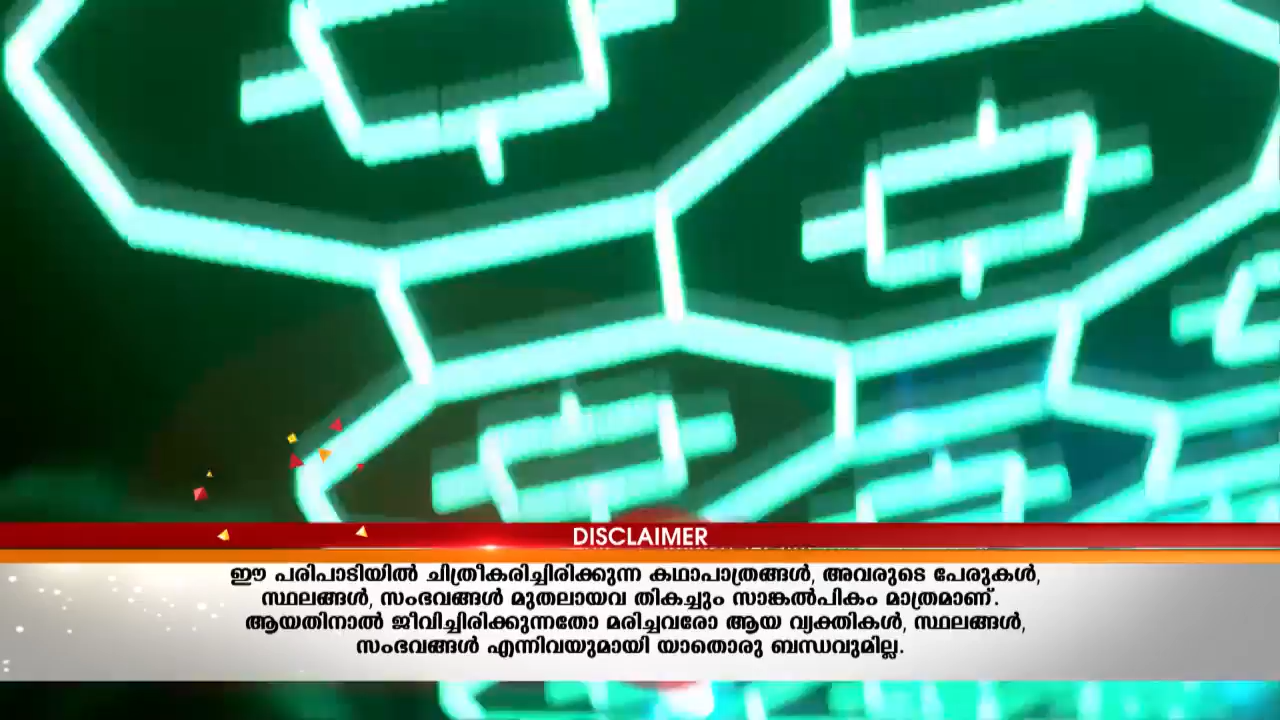 DISCLAIMER
ഈ പരിപാടിയിൽ ചിത്രീകരിച്ചിരിക്കുന്ന കഥാപാത്രങ്ങൾ, അവരുടെ പേരുകൾ,
സ്ഥലങ്ങൾ, സംഭവങ്ങൾ മുതലായവ തികച്ചും സാങ്കൽപികം മാത്രമാണ്.
ആയതിനാൽ ജീവിച്ചിരിക്കുന്നതോ മരിച്ചവരോ ആയ വ്യക്തികൾ, സ്ഥലങ്ങൾ,
സംഭവങ്ങൾ എന്നിവയുമായി യാതൊരു ബന്ധവുമില്ല.